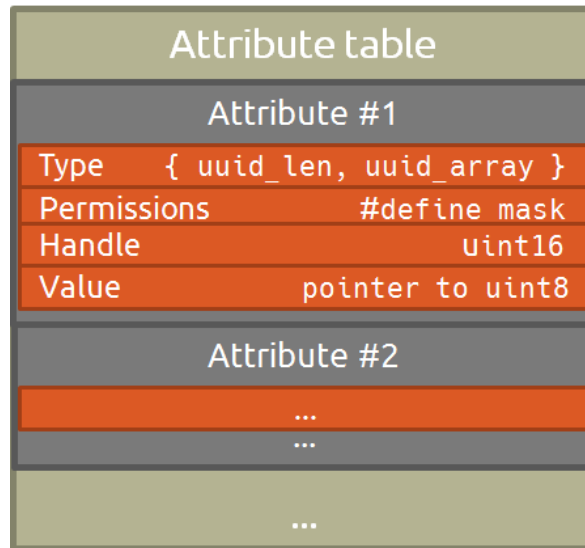 Attribute table
Attribute #1
Type { uuid_len, uuid_array }
Permissions #define mask
Handle uint16
Value pointer to uint8
Attribute #2
...
...
...